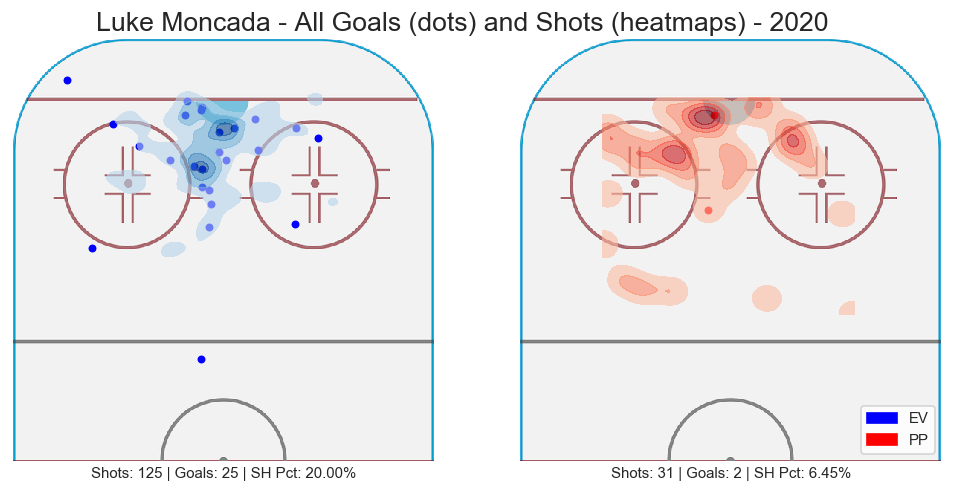 Luke Moncada - All Goals (dots) and Shots (heatmaps) - 2020
EV
PP
Shots: 125 | Goals: 25 | SH Pct: 20.00%
Shots: 31 | Goals: 2 | SH Pct: 6.45%